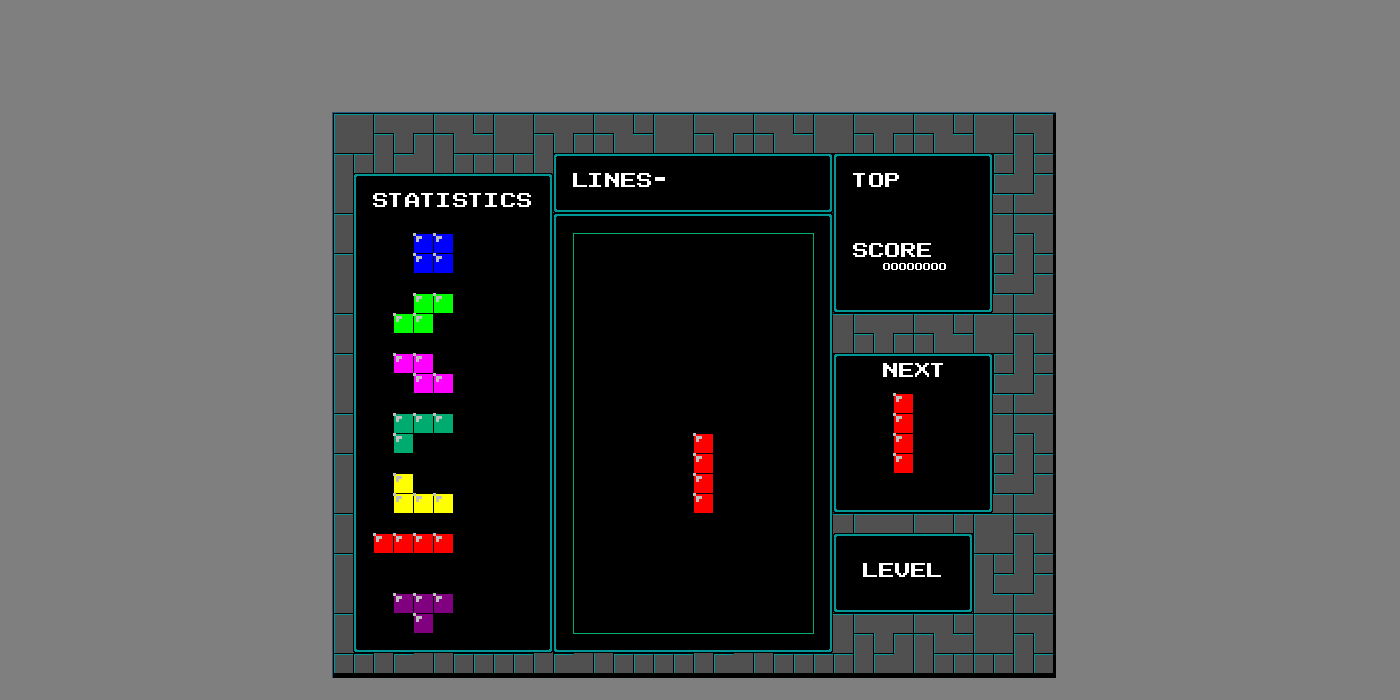 STATISTICS
LINES-
TOP
SCORE
00000000
NEXT
LEVEL